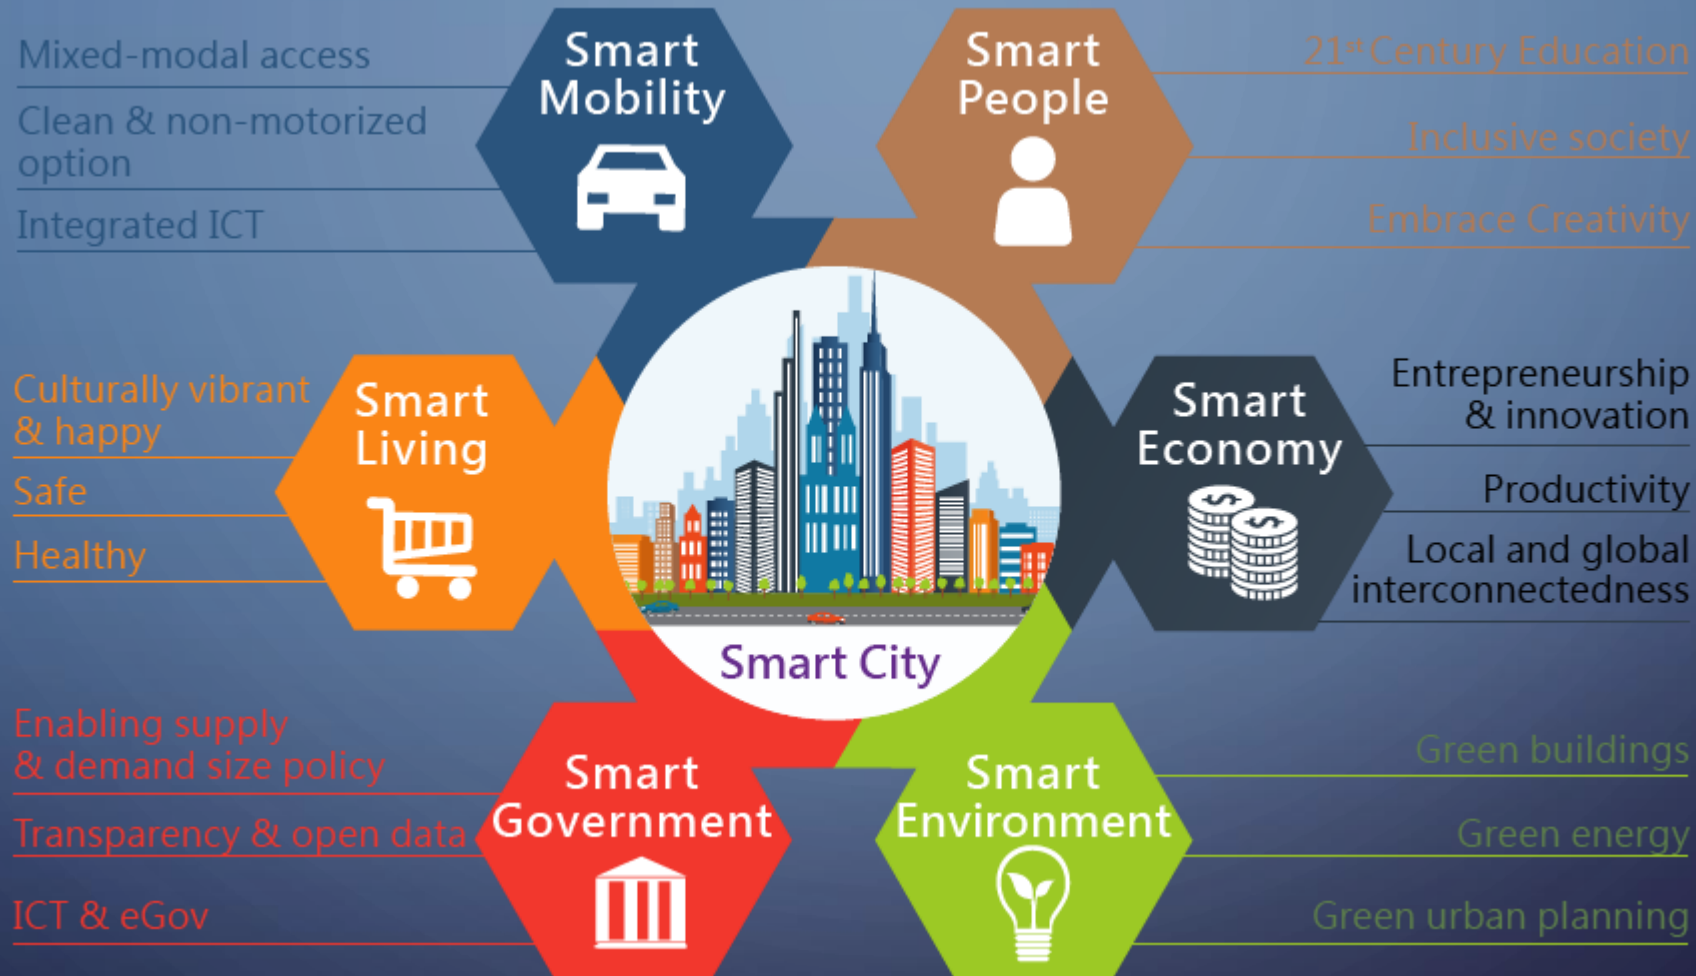 Smart
Mobility
Mixed-modal access
Clean & non-motorized
option
Integrated ICT
Smart
People
21st Century Education
Inclusive society
Embrace Creativity
Smart
Living
Culturally vibrant
& happy
Safe
Healthy
Smart
Economy
Entrepreneurship
& innovation
Productivity
Local and global
interconnectedness
Smart City
Smart
Government
Enabling supply
& demand size policy
Transparency & open data
ICT & eGov
Smart
Environment
Green buildings
Green energy
Green urban planning